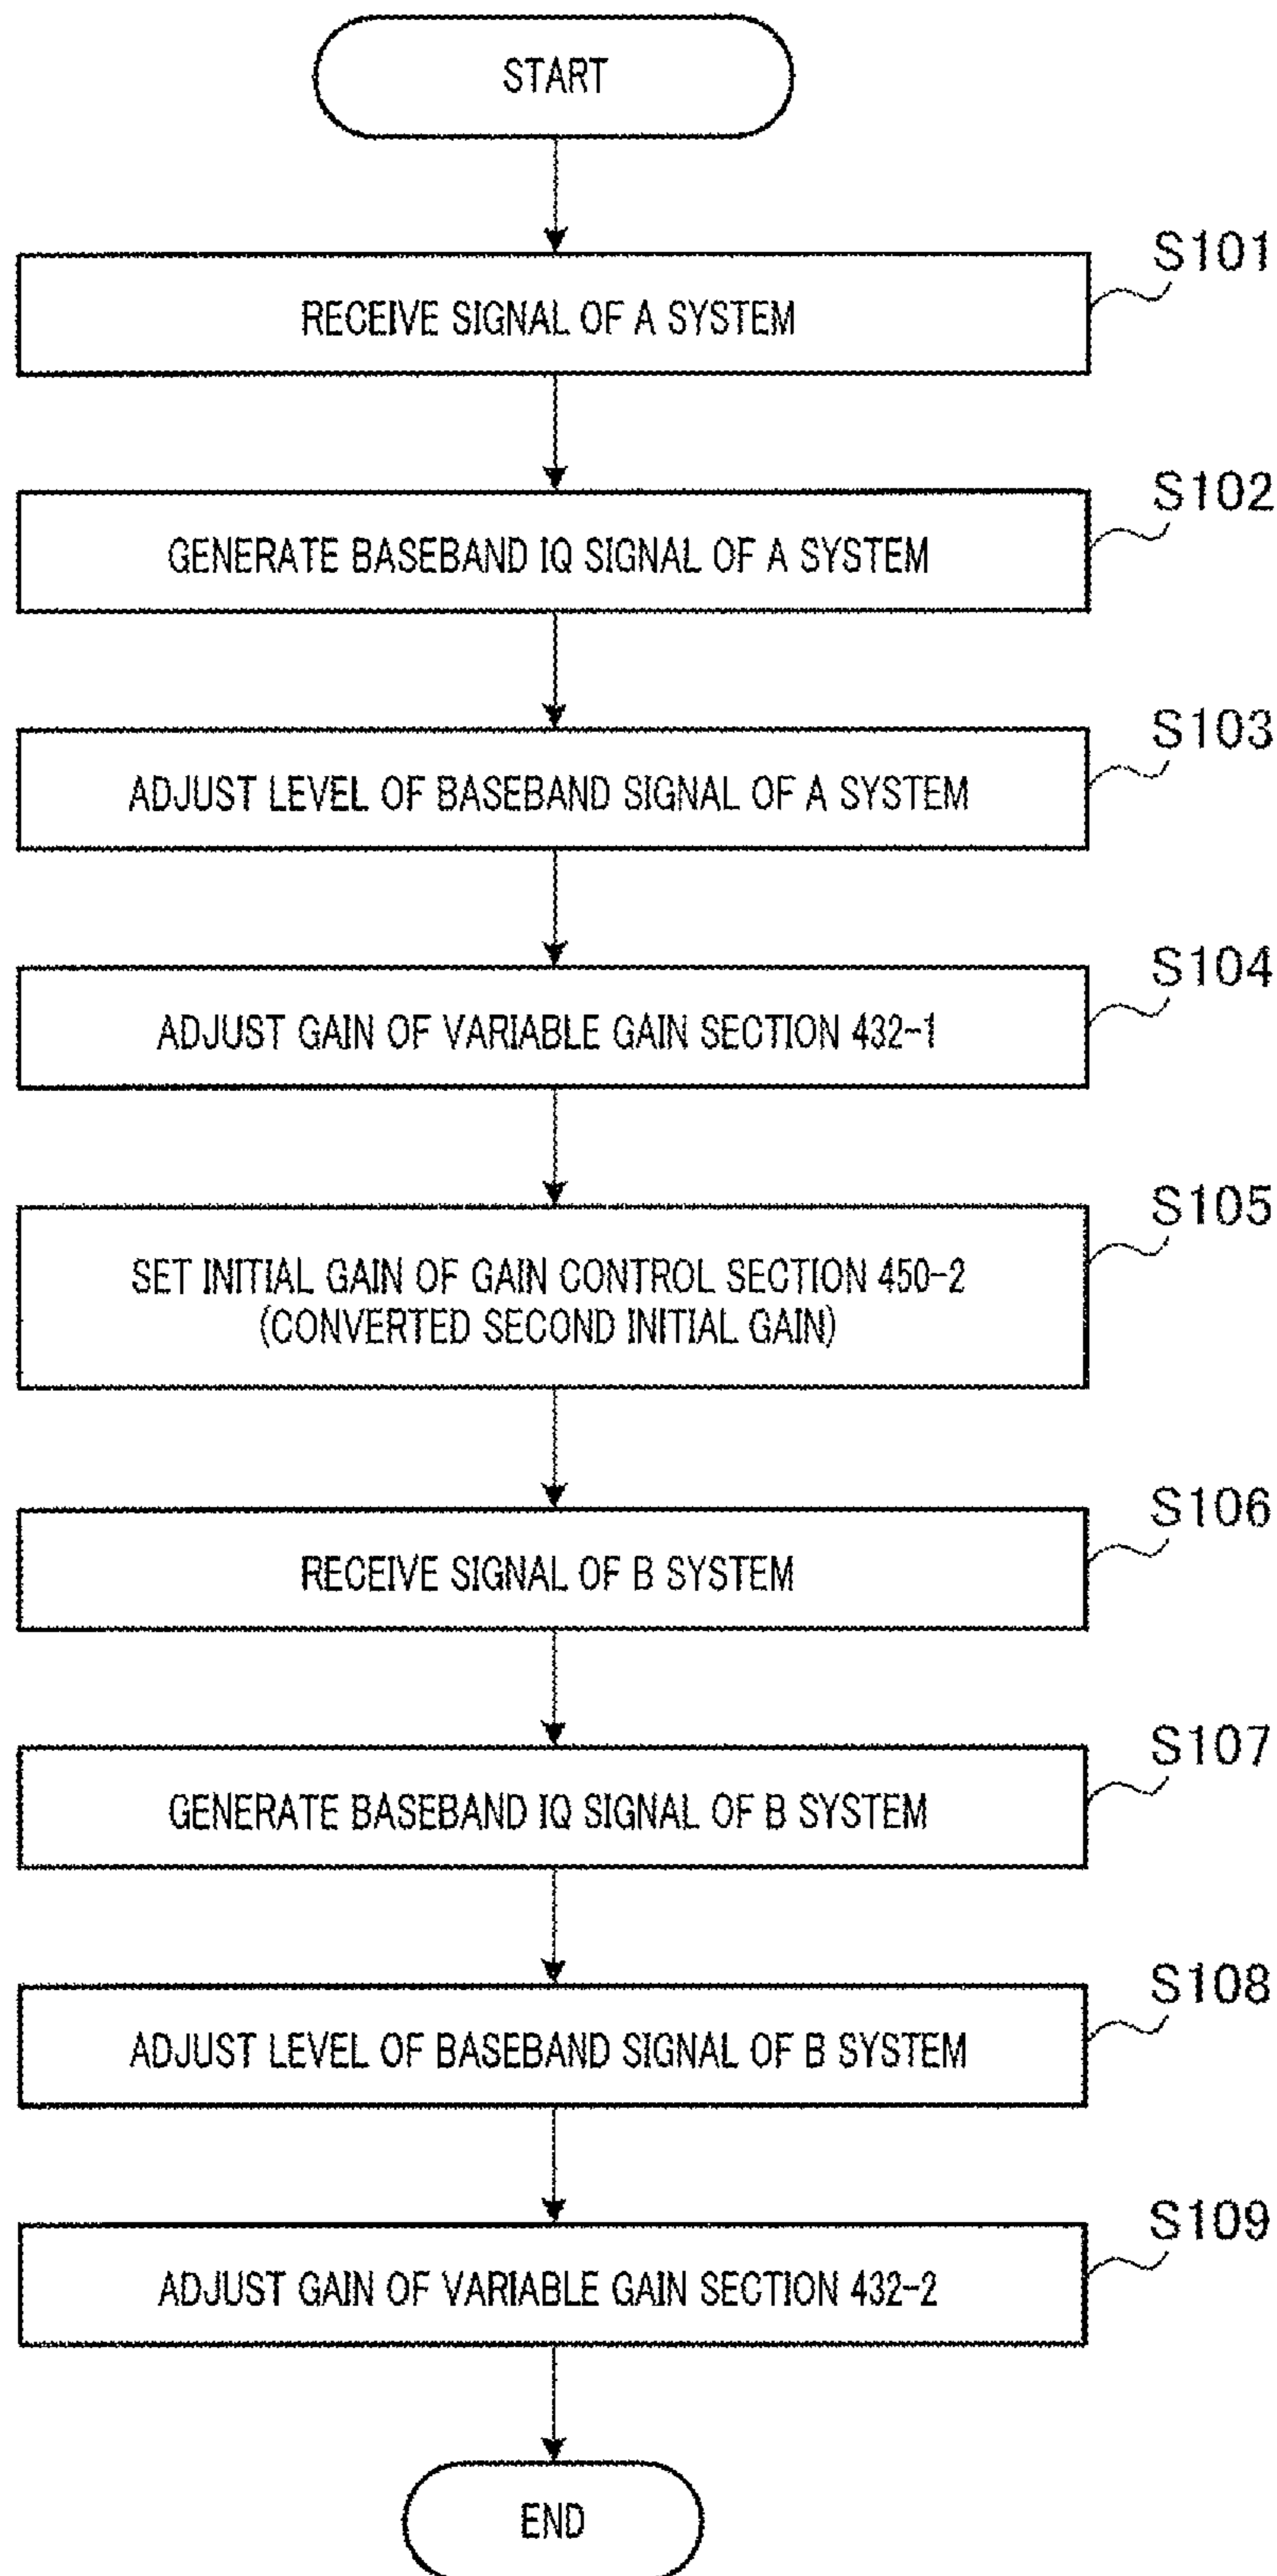 START
S101
RECEIVE SIGNAL OF A SYSTEM
S102
GENERATE BASEBAND IQ SIGNAL OF A SYSTEM
S103
ADJUST LEVEL OF BASEBAND SIGNAL OF A SYSTEM
S104
ADJUST GAIN OF VARIABLE GAIN SECTION 432-1
S105
SET INITIAL GAIN OF GAIN CONTROL SECTION 450-2
(CONVERTED SECOND INITIAL GAIN)
S106
RECEIVE SIGNAL OF B SYSTEM
S107
GENERATE BASEBAND IQ SIGNAL OF B SYSTEM
S108
ADJUST LEVEL OF BASEBAND SIGNAL OF B SYSTEM
S109
ADJUST GAIN OF VARIABLE GAIN SECTION 432-2
END